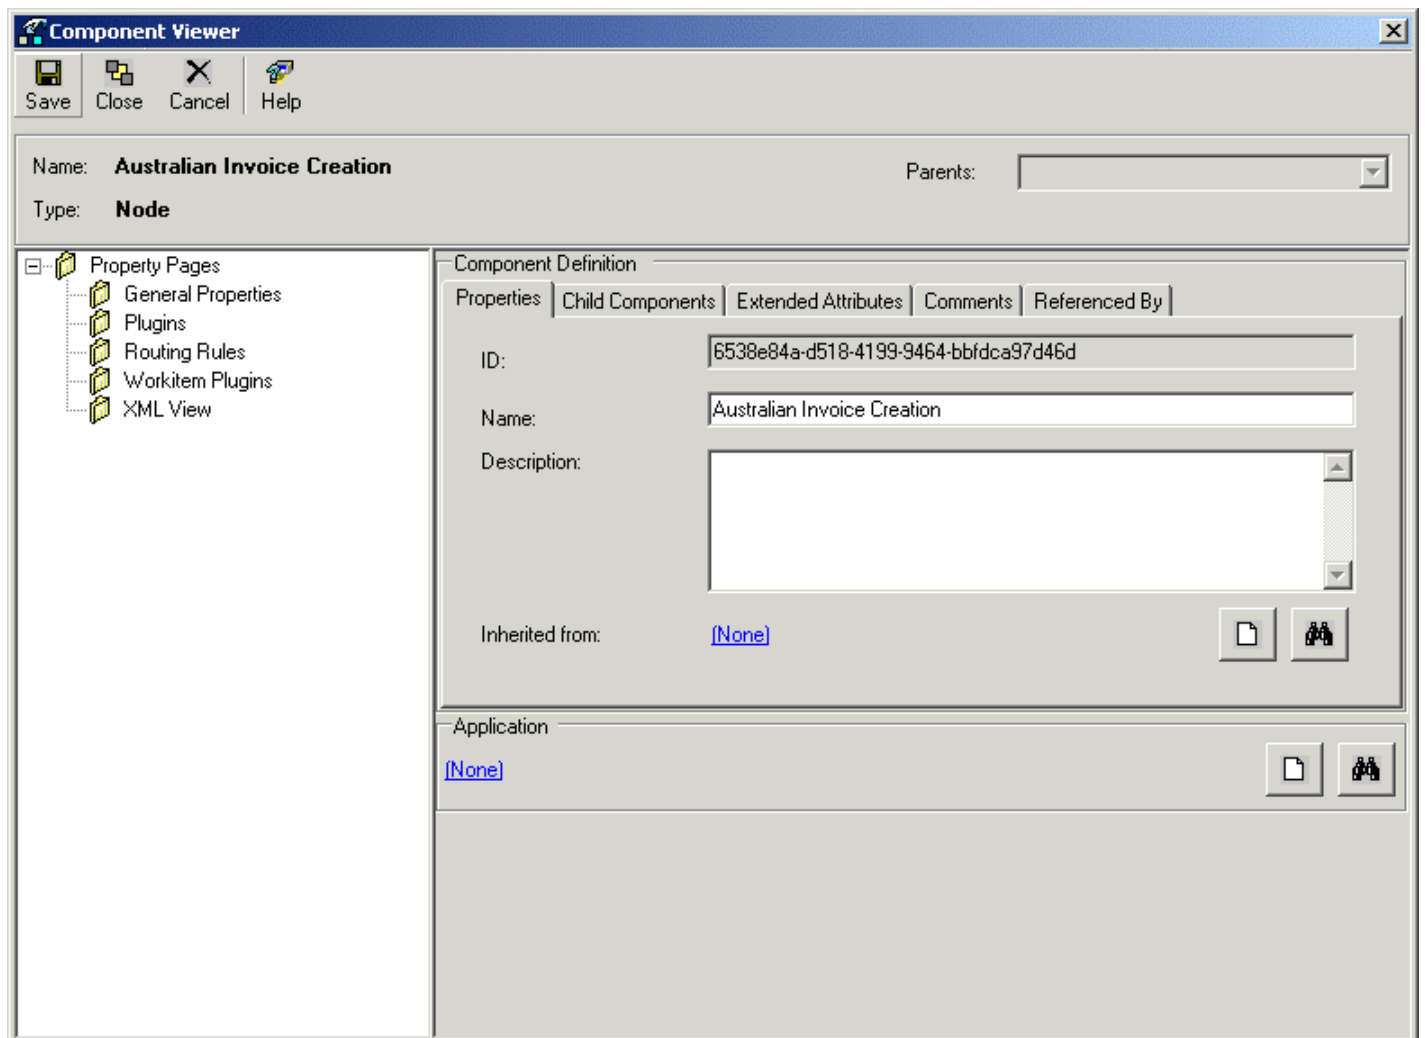 Component Viewer
Save Close Cancel Help
Name: Australian Invoice Creation Parents:
Type: Node
Property Pages
General Properties
Plugins
Routing Rules
Workitem Plugins
XML View
Component Definition
Properties Child Components Extended Attributes Comments Referenced By
ID: 6538e84a-d518-4199-9464-bbfdca97d46d
Name: Australian Invoice Creation
Description:
Inherited from: (None)
Application
(None)